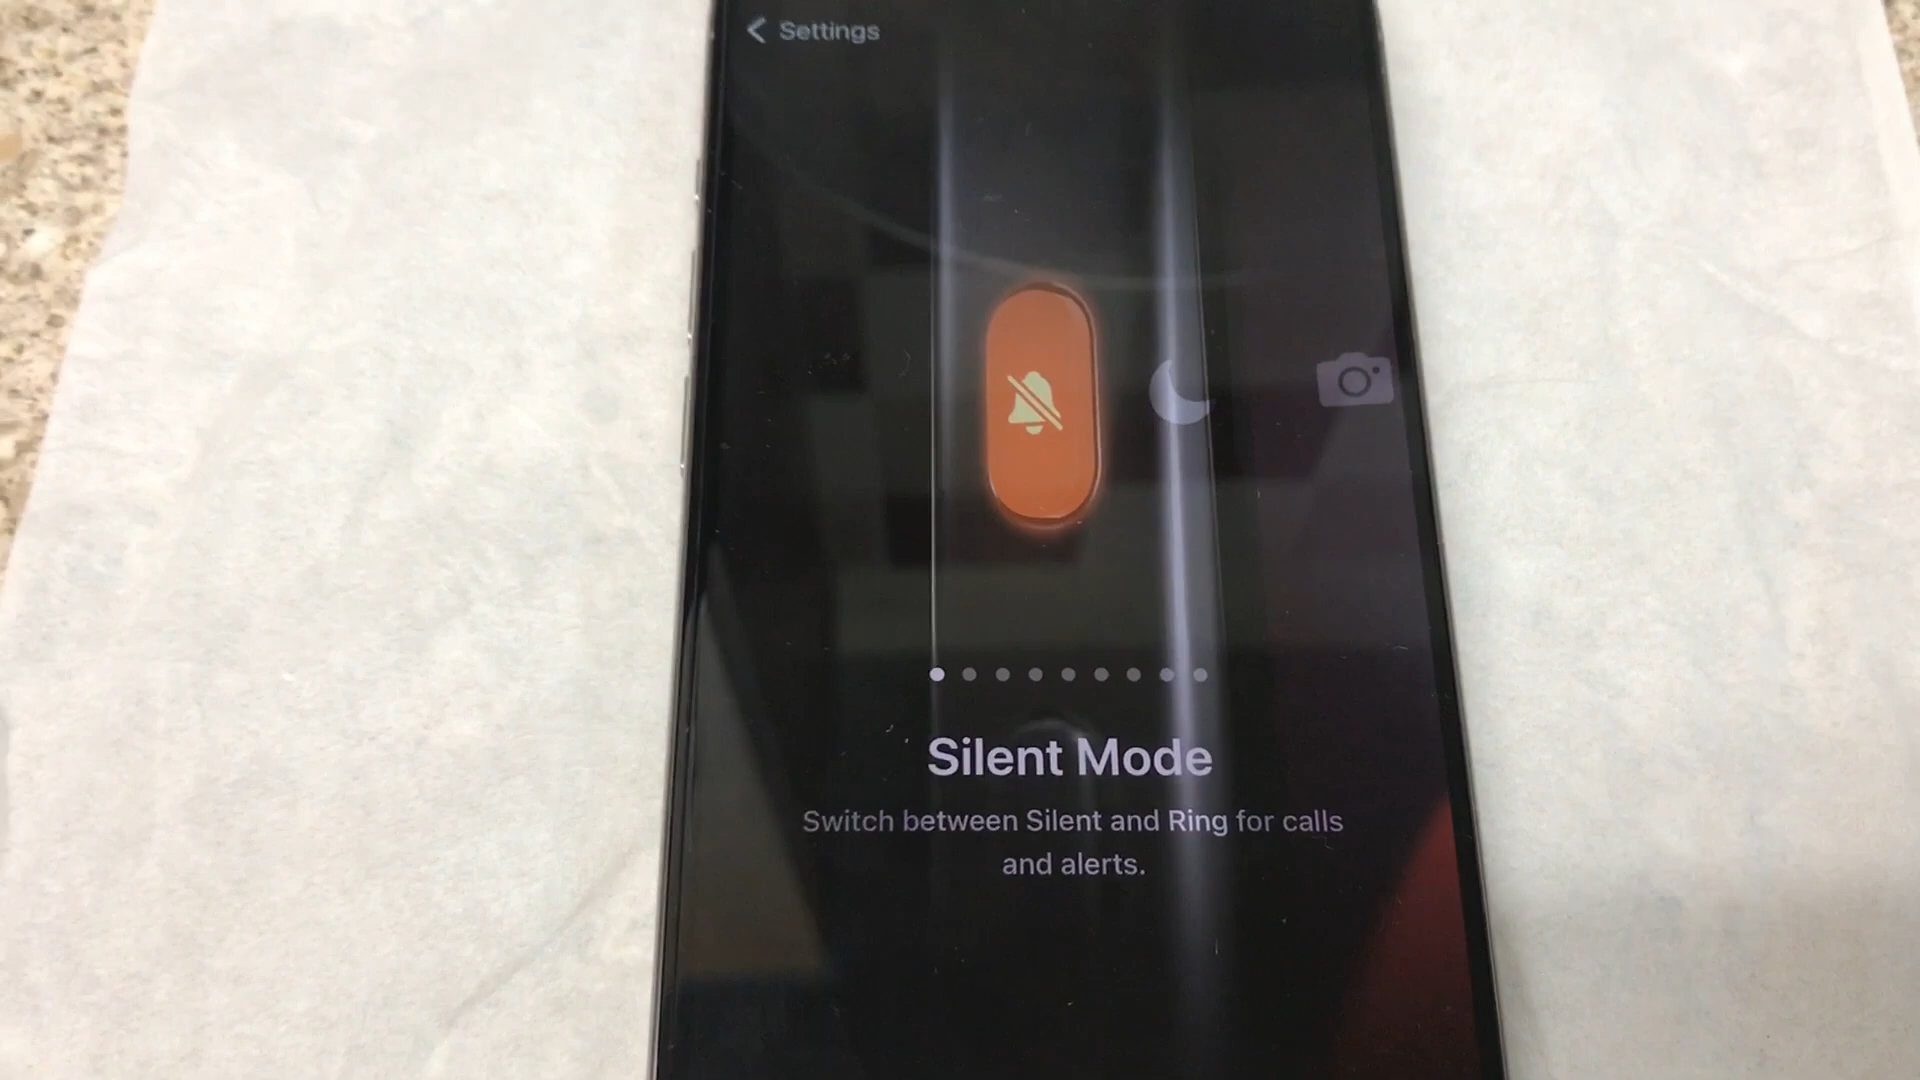 Settings
Silent Mode
Switch between Silent and Ring for calls
and alerts.